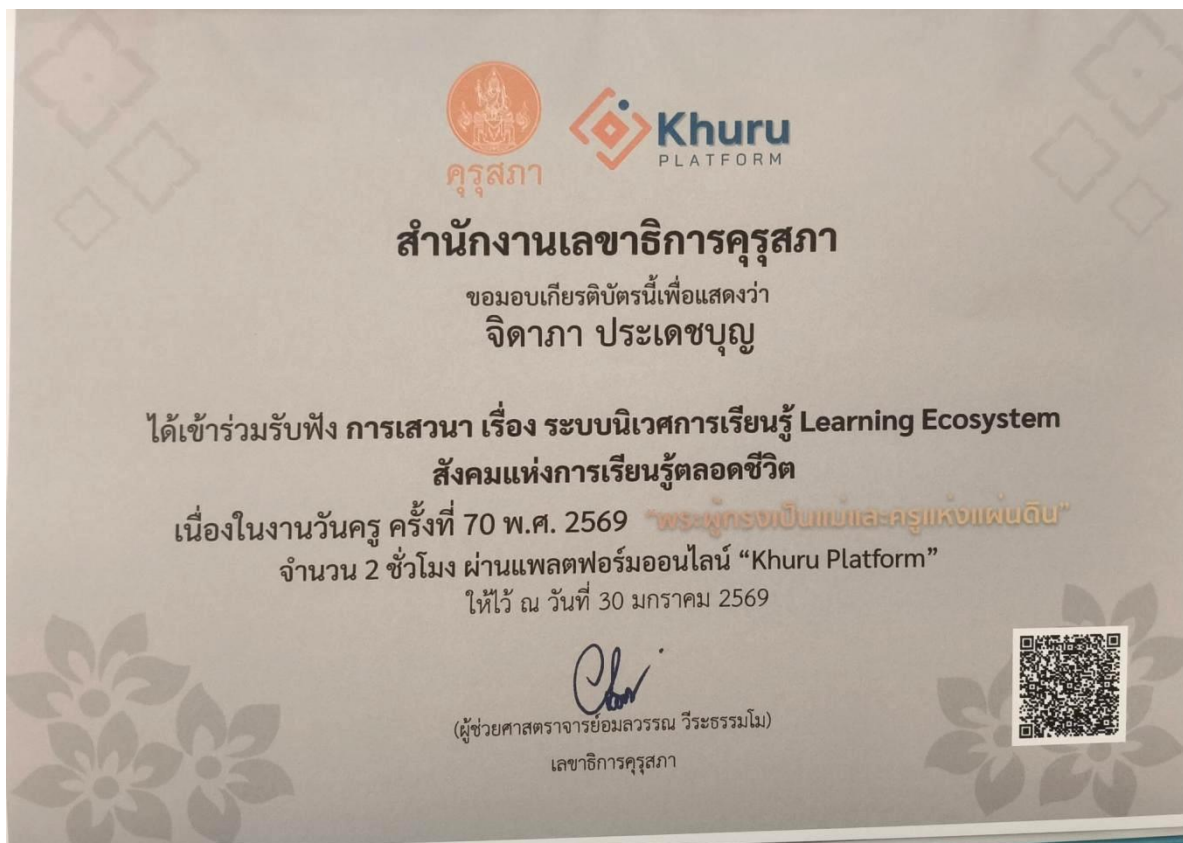 คุรุสภา
Khuru
PLATFORM
สำนักงานเลขาธิการคุรุสภา
ขอมอบเกียรติบัตรนี้เพื่อแสดงว่า
จิดาภา ประเดชบุญ
ได้เข้าร่วมรับฟัง การเสวนา เรื่อง ระบบนิเวศการเรียนรู้ Learning Ecosystem
สังคมแห่งการเรียนรู้ตลอดชีวิต
เนื่องในงานวันครู ครั้งที่ 70 พ.ศ. 2569 "พระผู้ทรงเป็นแม่และครูแห่งแผ่นดิน"
จำนวน 2 ชั่วโมง ผ่านแพลตฟอร์มออนไลน์ “Khuru Platform”
ให้ไว้ ณ วันที่ 30 มกราคม 2569
(ผู้ช่วยศาสตราจารย์อมลวรรณ วีระธรรมโม)
เลขาธิการคุรุสภา